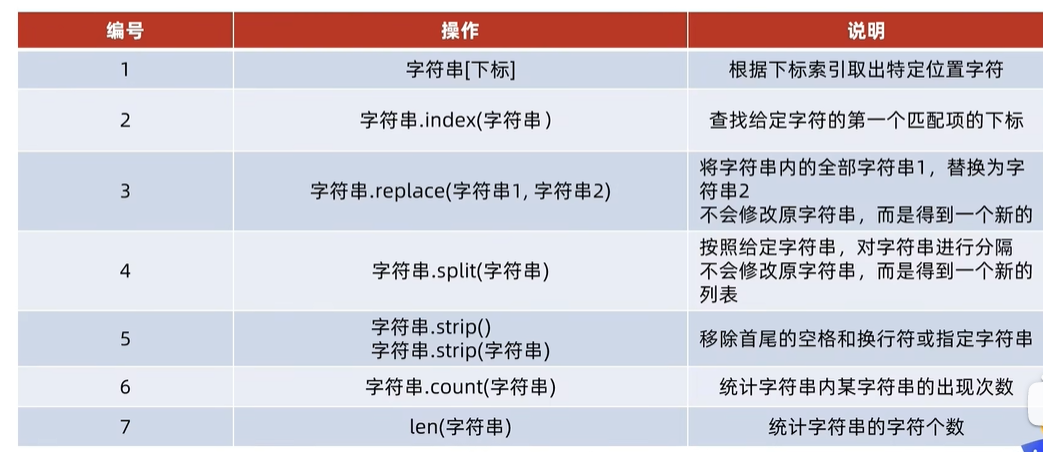 编号 操作 说明
1 字符串[下标] 根据下标索引取出特定位置字符
2 字符串.index(字符串) 查找给定字符的第一个匹配项的下标
3 字符串.replace(字符串1, 字符串2) 将字符串内的全部字符串1，替换为字
符串2
不会修改原字符串，而是得到一个新的
4 字符串.split(字符串) 按照给定字符串，对字符串进行分隔
不会修改原字符串，而是得到一个新的
列表
5 字符串.strip()
字符串.strip(字符串) 移除首尾的空格和换行符或指定字符串
6 字符串.count(字符串) 统计字符串内某字符串的出现次数
7 len(字符串) 统计字符串的字符个数